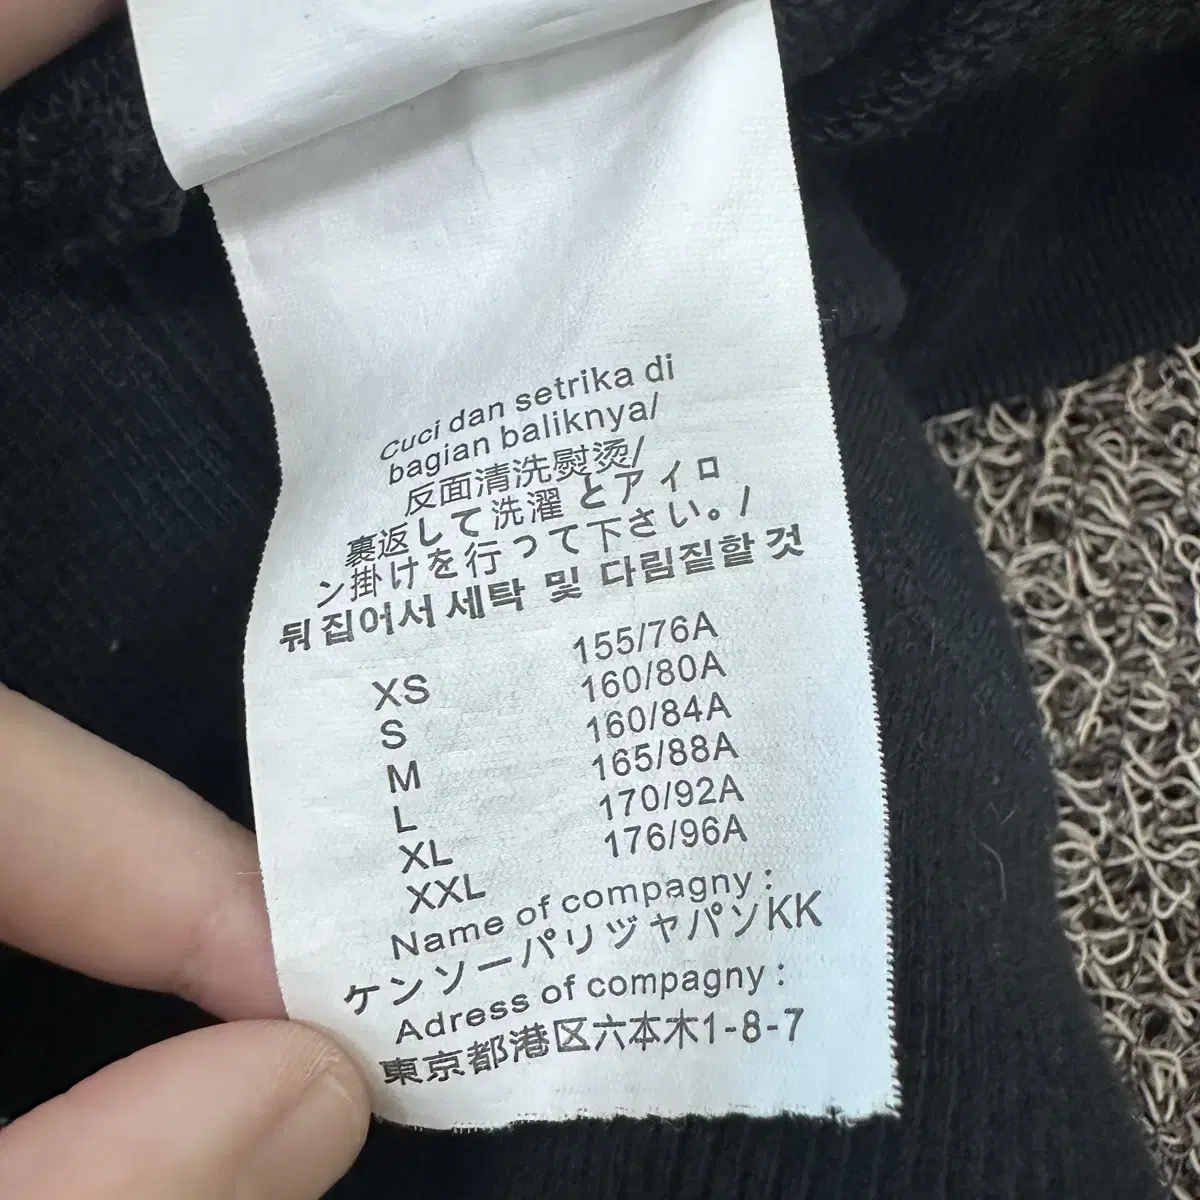 Cuci dan setrika di
bagian baliknya/
反面清洗熨烫/
裏返して洗濯 とアイロ
ン掛けを行って下さい。/
뒤집어서 세탁 및 다림질할 것
XS 155/76A
S 160/80A
M 160/84A
L 165/88A
XL 170/92A
XXL 176/96A
Name of compagny :
ケンゾーパリヅャパンKK
Adress of compagny :
東京都港区六本木1-8-7